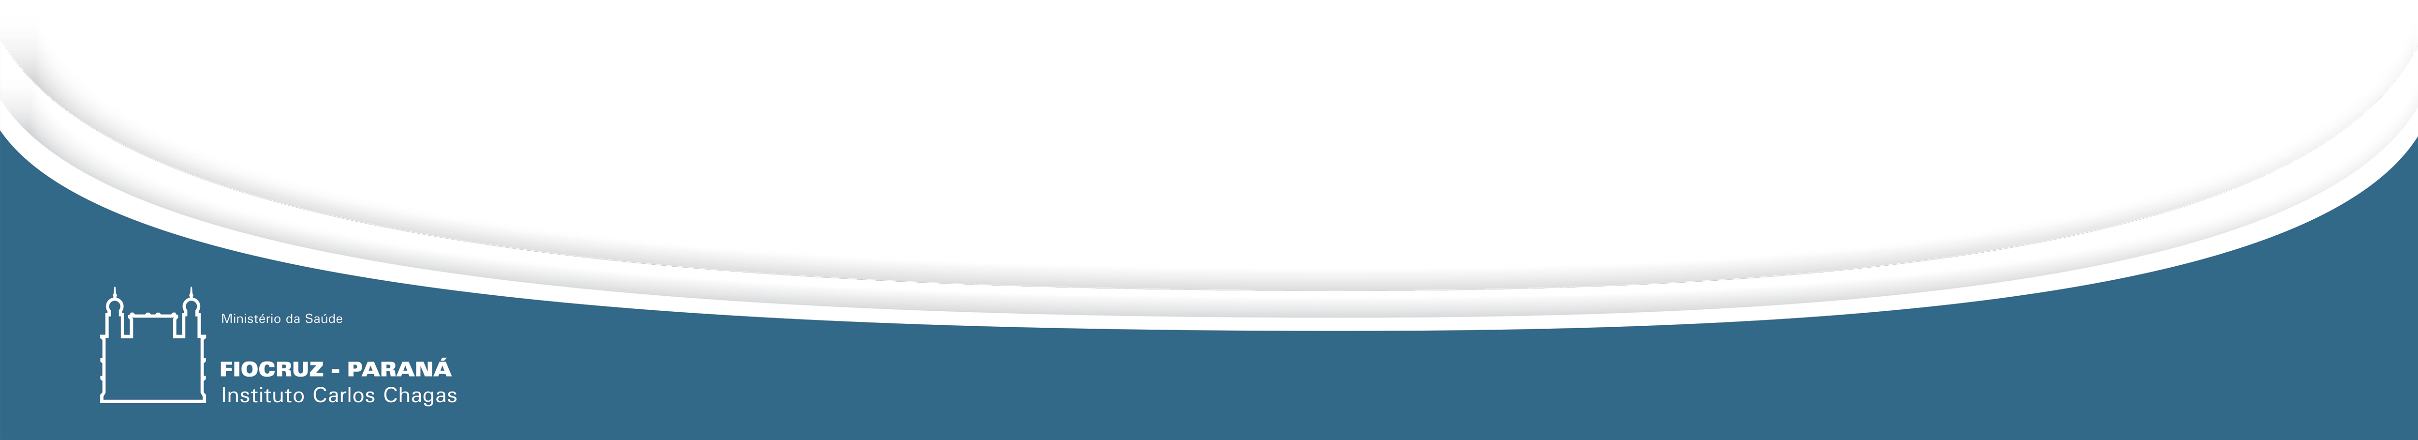 Ministério da Saúde
FIOCRUZ - PARANÁ
Instituto Carlos Chagas